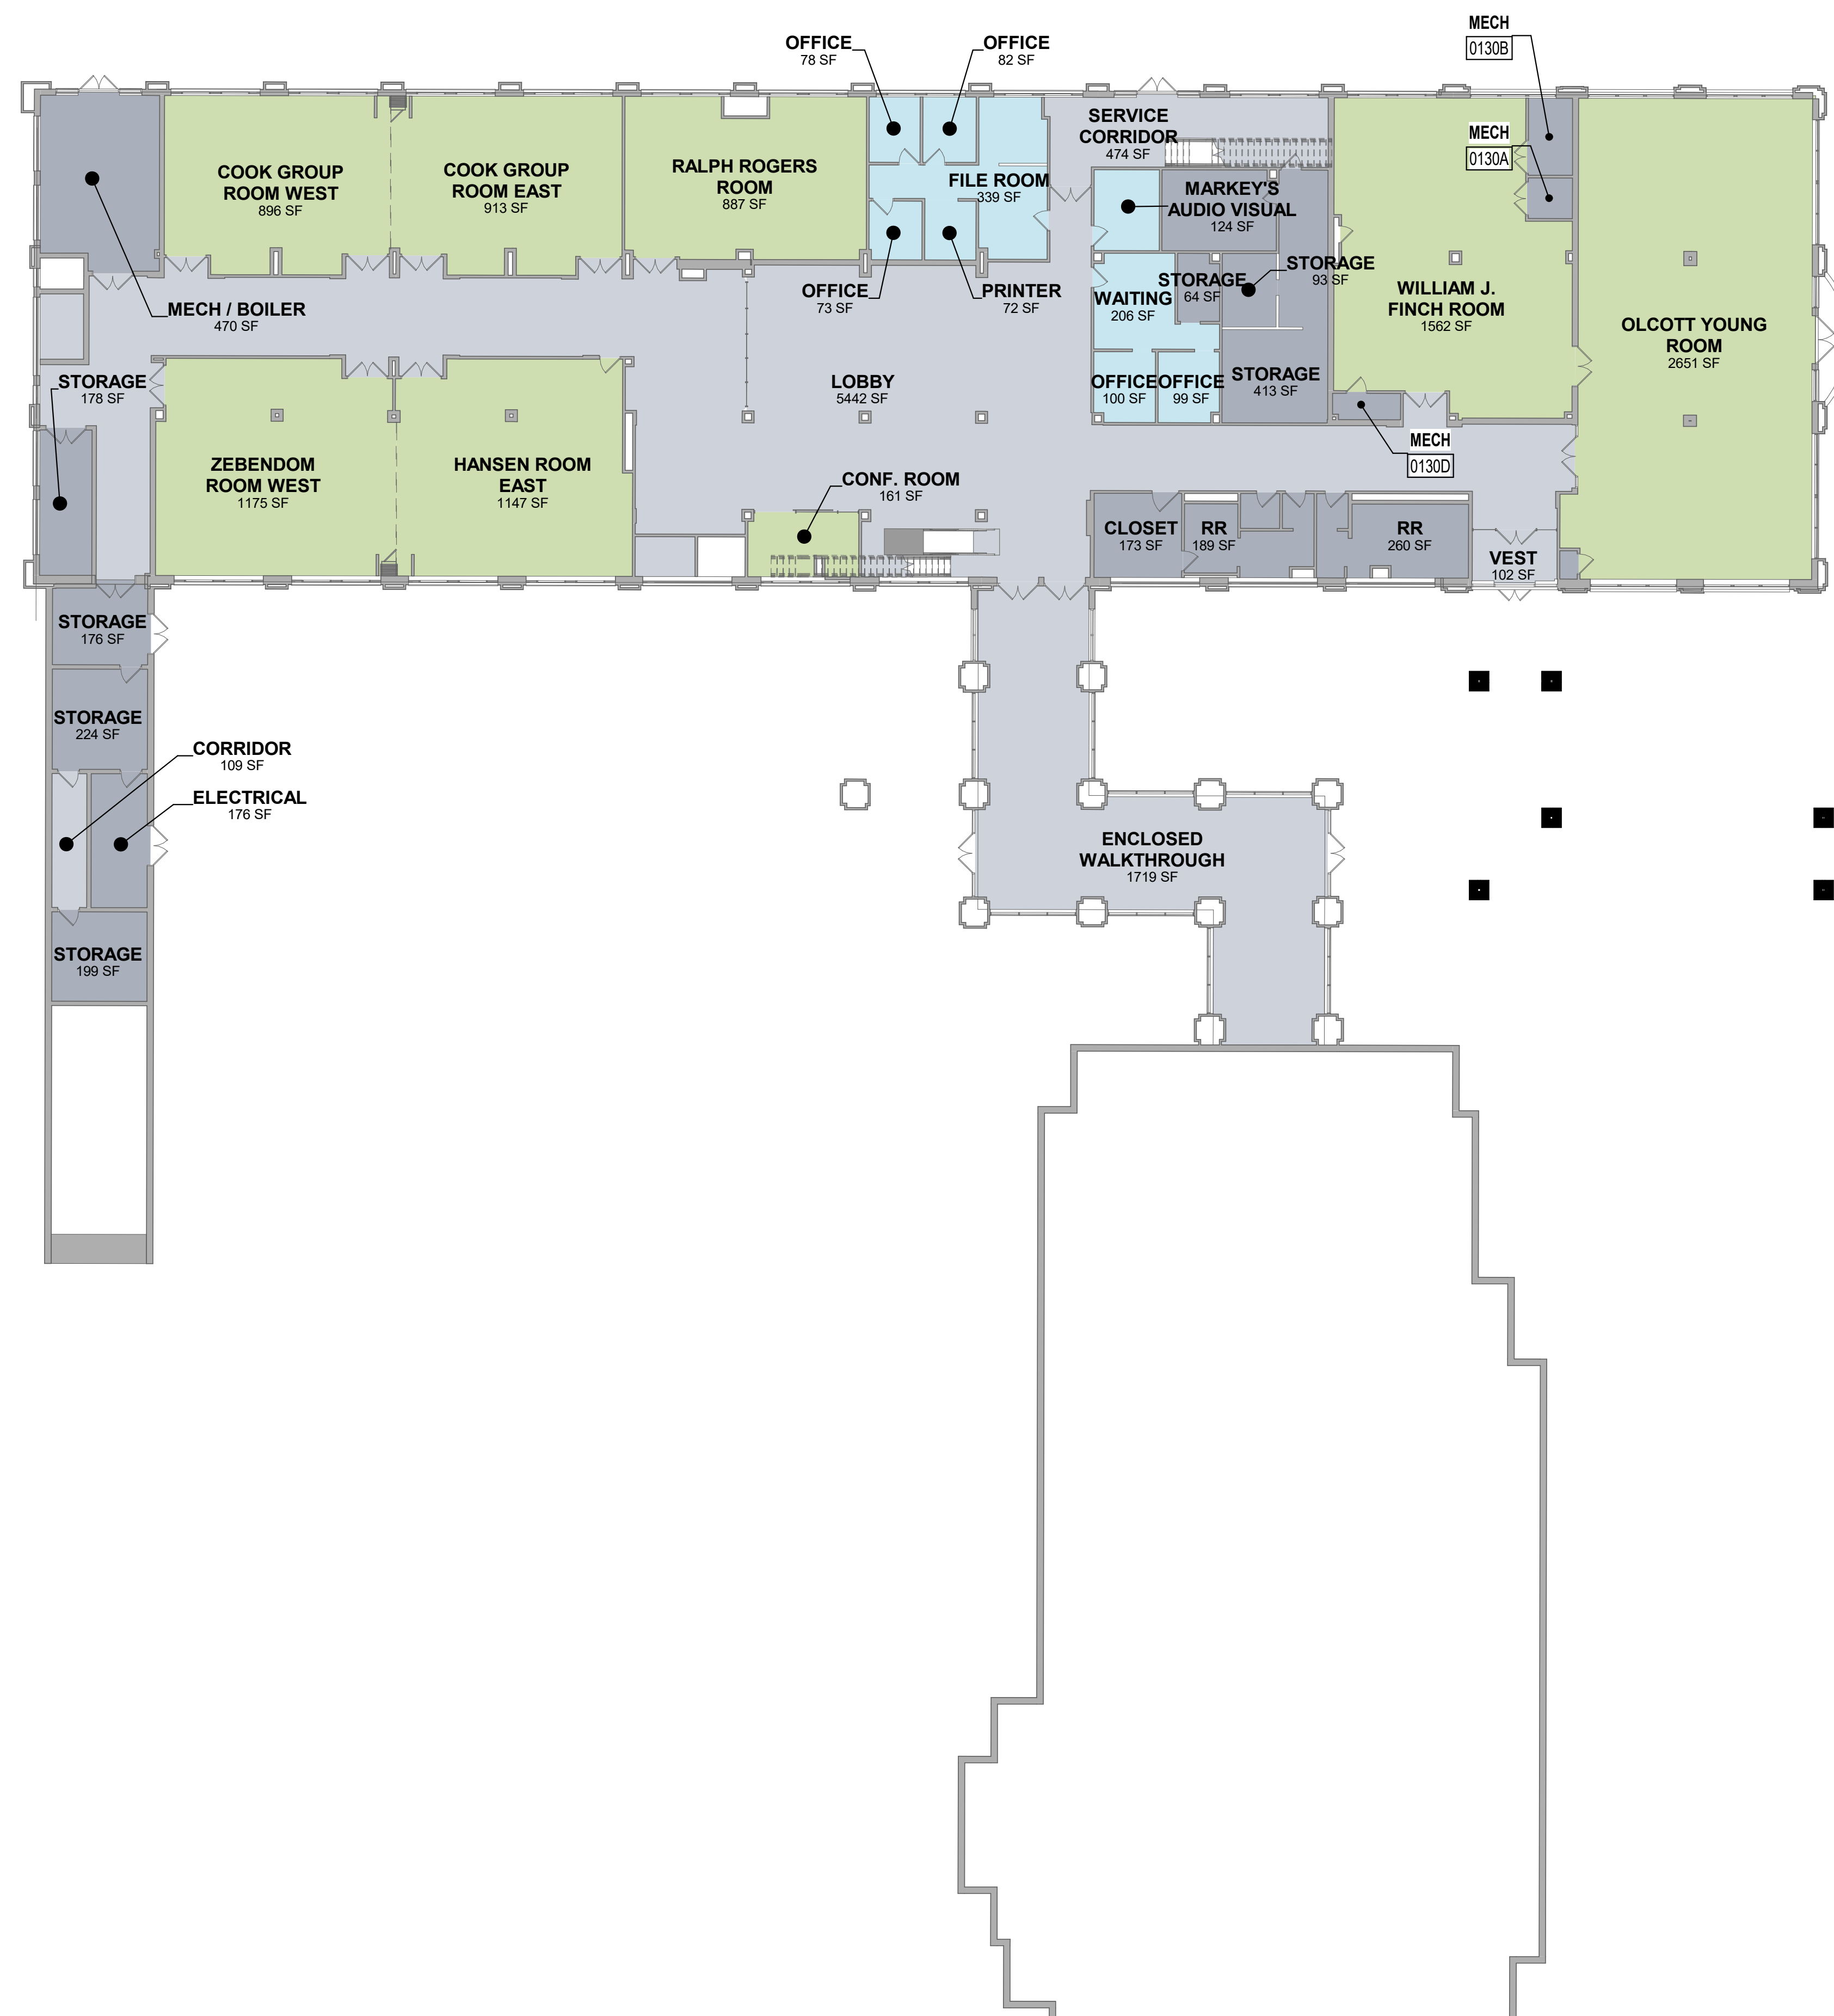 MECH
0130B
OFFICE
78 SF
OFFICE
82 SF
SERVICE
CORRIDOR
474 SF
MECH
0130A
COOK GROUP
ROOM WEST
896 SF
COOK GROUP
ROOM EAST
913 SF
RALPH ROGERS
ROOM
887 SF
FILE ROOM
339 SF
MARKEY'S
AUDIO VISUAL
124 SF
MECH / BOILER
470 SF
OFFICE
73 SF
PRINTER
72 SF
WAITING
206 SF
STORAGE
64 SF
STORAGE
93 SF
WILLIAM J.
FINCH ROOM
1562 SF
OLCOTT YOUNG
ROOM
2651 SF
STORAGE
178 SF
LOBBY
5442 SF
OFFICE
100 SF
OFFICE
99 SF
STORAGE
413 SF
MECH
0130D
ZEBENDOM
ROOM WEST
1175 SF
HANSEN ROOM
EAST
1147 SF
CONF. ROOM
161 SF
CLOSET
173 SF
RR
189 SF
RR
260 SF
VEST
102 SF
STORAGE
176 SF
STORAGE
224 SF
CORRIDOR
109 SF
ELECTRICAL
176 SF
ENCLOSED
WALKTHROUGH
1719 SF
STORAGE
199 SF